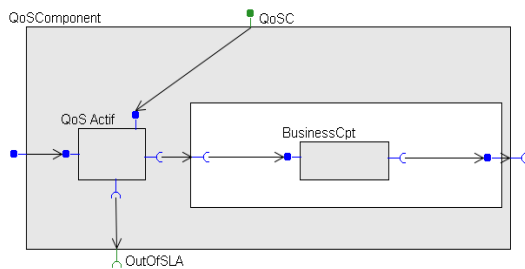 QoSComponent
QoSC
QoS Actif
BusinessCpt
OutOfSLA